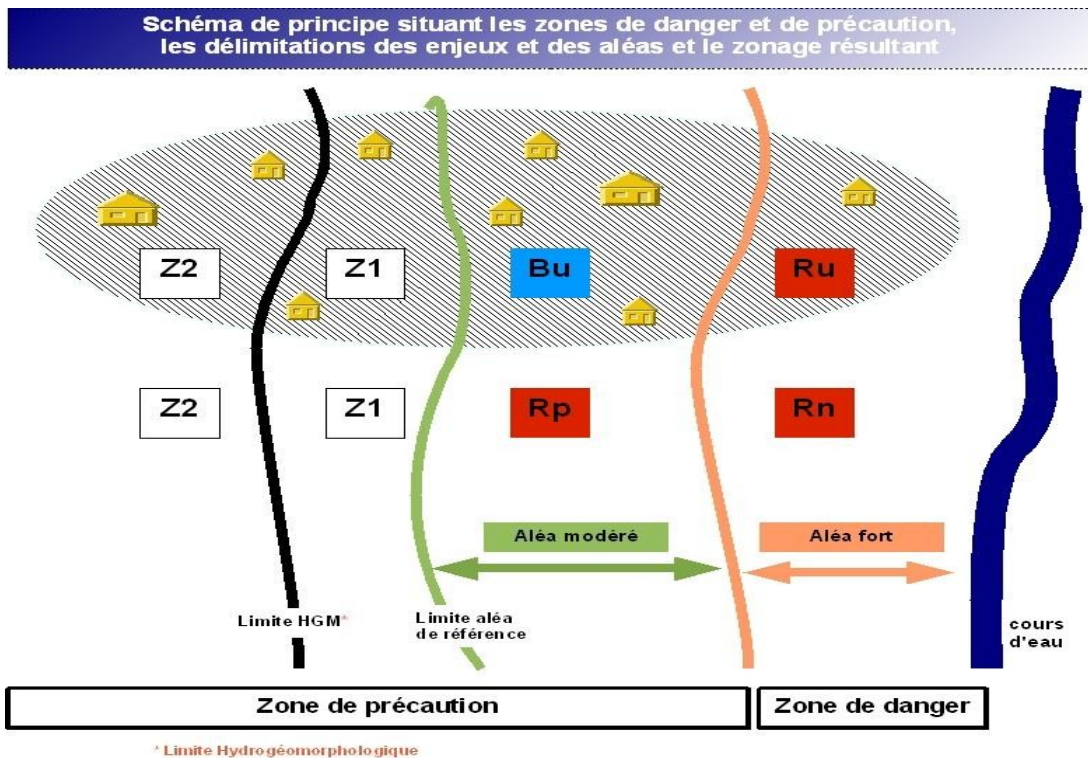 Schéma de principe situant les zones de danger et de précaution,
les délimitations des enjeux et des aléas et le zonage résultant
Z2
Z1
Bu
Ru
Z2
Z1
Rp
Rn
Aléa modéré
Aléa fort
Limite HGM*
Limite aléa
de référence
cours
d'eau
Zone de précaution
Zone de danger
* Limite Hydrogéomorphologique